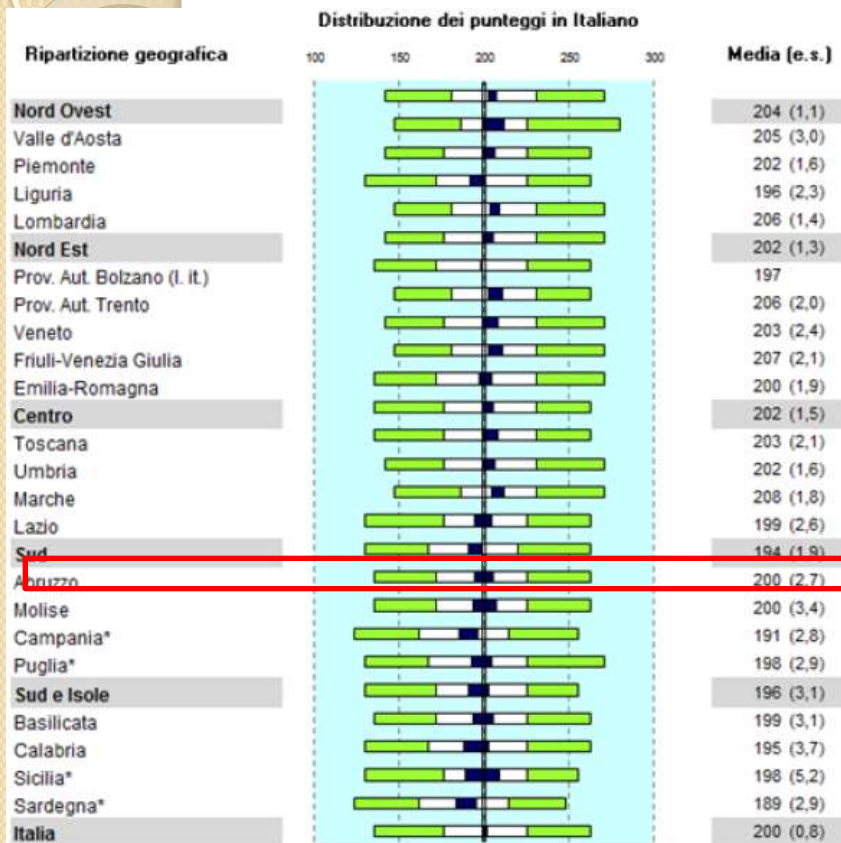 Distribuzione dei punteggi in Italiano
Ripartizione geografica 100 150 200 250 300 Media (e.s.)
Nord Ovest 204 (1,1)
Valle d'Aosta 205 (3,0)
Piemonte 202 (1,6)
Liguria 196 (2,3)
Lombardia 206 (1,4)
Nord Est 202 (1,3)
Prov. Aut. Bolzano (l. it.) 197
Prov. Aut. Trento 206 (2,0)
Veneto 203 (2,4)
Friuli-Venezia Giulia 207 (2,1)
Emilia-Romagna 200 (1,9)
Centro 202 (1,5)
Toscana 203 (2,1)
Umbria 202 (1,6)
Marche 208 (1,8)
Lazio 199 (2,6)
Sud 194 (1,9)
Abruzzo 200 (2,7)
Molise 200 (3,4)
Campania* 191 (2,8)
Puglia* 198 (2,9)
Sud e Isole 196 (3,1)
Basilicata 199 (3,1)
Calabria 195 (3,7)
Sicilia* 198 (5,2)
Sardegna* 189 (2,9)
Italia 200 (0,8)